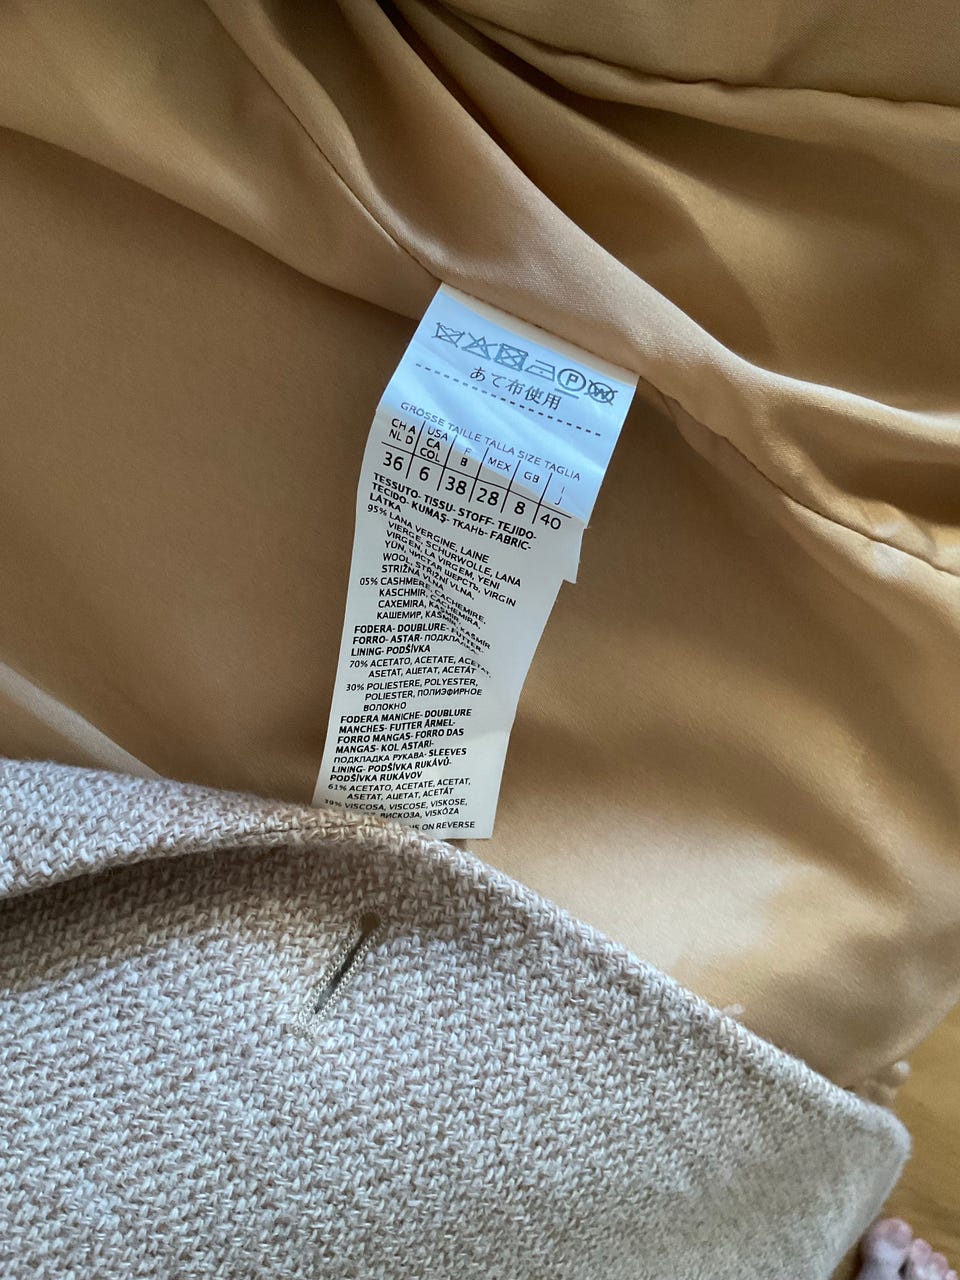 P W
あて布使用
GRÖSSE TAILLE TALLA SIZE TAGLIA
CH A NL D | USA CA COL | F B | MEX | GB | J
36 | 6 | 38 | 28 | 8 | 40
TESSUTO- TISSU- STOFF- TEJIDO-
TECIDO- KUMAŞ- ТКАНЬ- FABRIC-
LÁTKA
95% LANA VERGINE, LAINE
VIERGE, SCHURWOLLE, LANA
VIRGEN, LA VIRGEM, YENI
YÜN, ЧИСТАЯ ШЕРСТЬ, VIRGIN
WOOL, STRIŽNI VLNA,
STRIŽNÁ VLNA
05% CASHMERE, CACHEMIRE,
KASCHMIR, CACHEMIRA,
CAXEMIRA, KAŞMIR, KASMÍR
КАШЕМИР, KAŠMÍR
FODERA- DOUBLURE- FUTTER-
FORRO- ASTAR- ПОДКЛАДКА-
LINING- PODŠÍVKA
70% ACETATO, ACETATE, ACETAT,
ASETAT, АЦЕТАТ, ACETÁT
30% POLIESTERE, POLYESTER,
POLIESTER, ПОЛИЭФИРНОЕ
ВОЛОКНО
FODERA MANICHE- DOUBLURE
MANCHES- FUTTER ÄRMEL-
FORRO MANGAS- FORRO DAS
MANGAS- KOL ASTARI-
ПОДКЛАДКА РУКАВА- SLEEVES
LINING- PODŠÍVKA RUKÁVŮ-
PODŠÍVKA RUKÁVOV
61% ACETATO, ACETATE, ACETAT,
ASETAT, АЦЕТАТ, ACETÁT
39% VISCOSA, VISCOSE, VISKOSE,
ВИСКОЗА, VISKÓZA
ON REVERSE